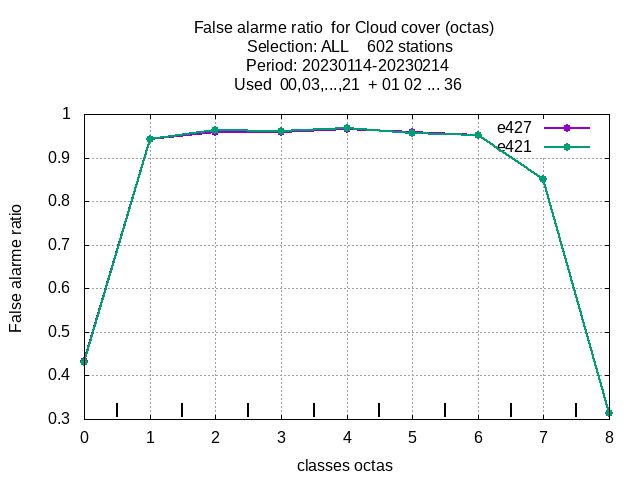 False alarme ratio  for Cloud cover (octas)
Selection: ALL    602 stations
Period: 20230114-20230214
Used  00,03,...,21  + 01 02 ... 36
e427
e421
1
0.9
0.8
0.7
0.6
0.5
0.4
0.3
False alarme ratio
0 1 2 3 4 5 6 7 8
classes octas